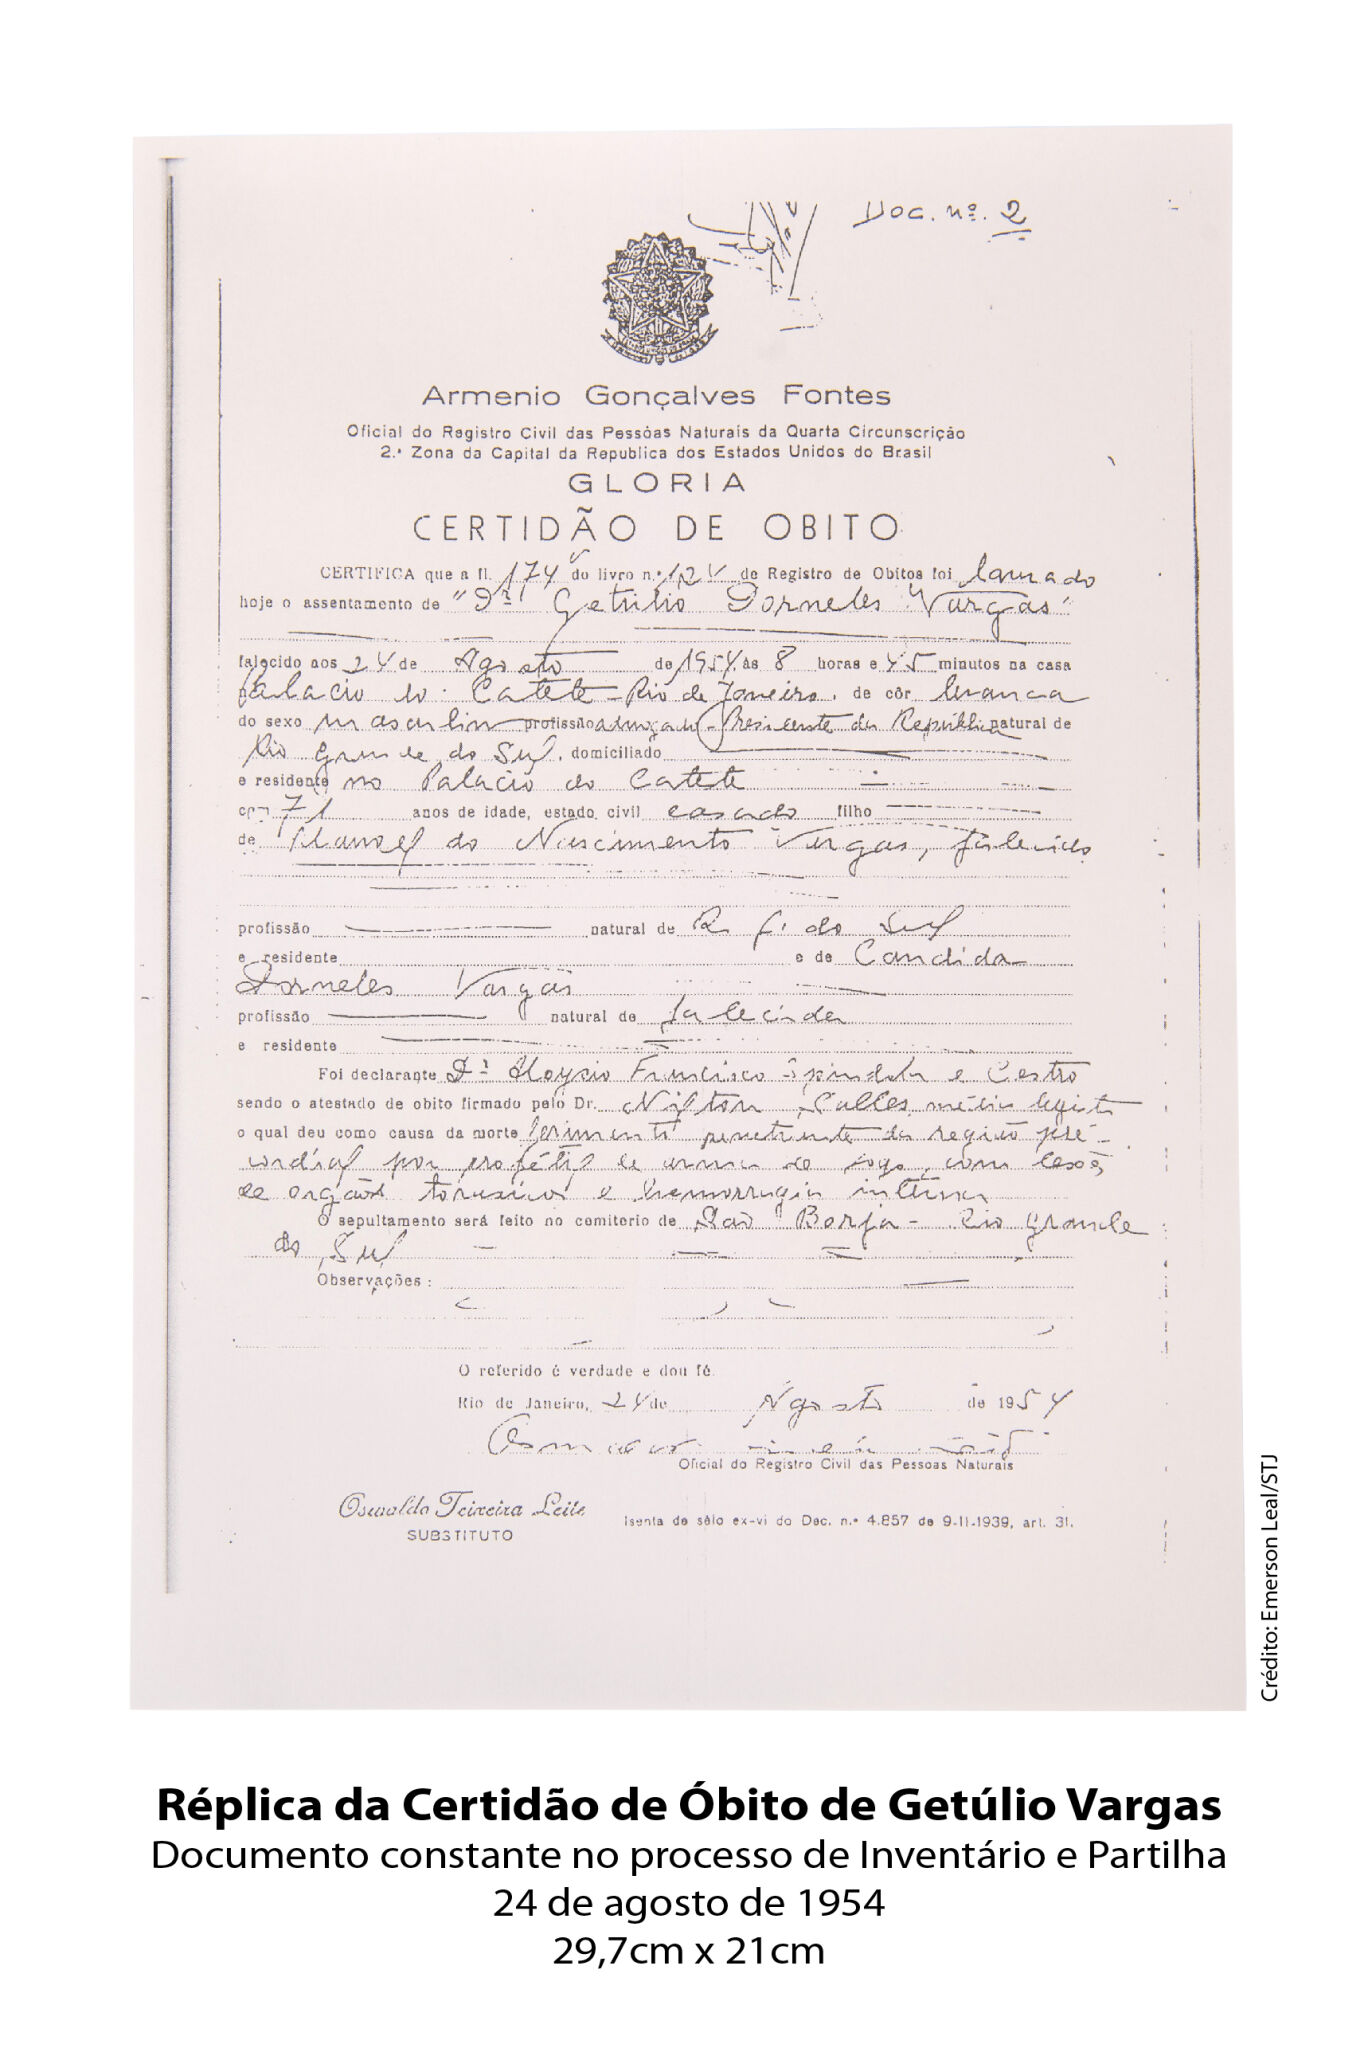 Doc. nº. 2
Armenio Gonçalves Fontes
Oficial do Registro Civil das Pessôas Naturais da Quarta Circunscrição
2.ª Zona da Capital da Republica dos Estados Unidos do Brasil
GLORIA
CERTIDÃO DE OBITO
CERTIFICA que a fl. 174 do livro n.º 12 de Registro de Obitos foi lavrado
hoje o assentamento de "Dr. Getulio Dorneles Vargas"
falecido aos 24 de Agosto de 1954 ás 8 horas e 45 minutos na casa
Palacio do Catete - Rio de Janeiro. de côr branca
do sexo masculino profissão advogado - Presidente da República natural de
Rio Grande do Sul. domiciliado
e residente no Palacio do Catete
com 71 anos de idade, estado civil casado filho
de Manoel do Nascimento Vargas, falecido
profissão natural de R. G. do Sul
e residente e de Candida
Dorneles Vargas
profissão natural de falecida
e residente
Foi declarante Dr. Aloysio Francisco Spindola e Castro
sendo o atestado de obito firmado pelo Dr. Nilton Salles médico legista
o qual deu como causa da morte ferimento penetrante da região pré-
cordial por projétil de arma de fogo, com lesões
de orgãos toraxicos e hemorragia interna
O sepultamento será feito no cemiterio de São Borja - Rio Grande
do Sul
Observações:
O referido é verdade e dou fé.
Rio de Janeiro, 24 de Agosto de 1954
Oficial do Registro Civil das Pessoas Naturais
Oswaldo Teixeira Leite
SUBSTITUTO
Isenta de sêlo ex-vi do Dec. n.º 4.857 de 9-11-1939, art. 31.
Crédito: Emerson Leal/STJ
Réplica da Certidão de Óbito de Getúlio Vargas
Documento constante no processo de Inventário e Partilha
24 de agosto de 1954
29,7cm x 21cm